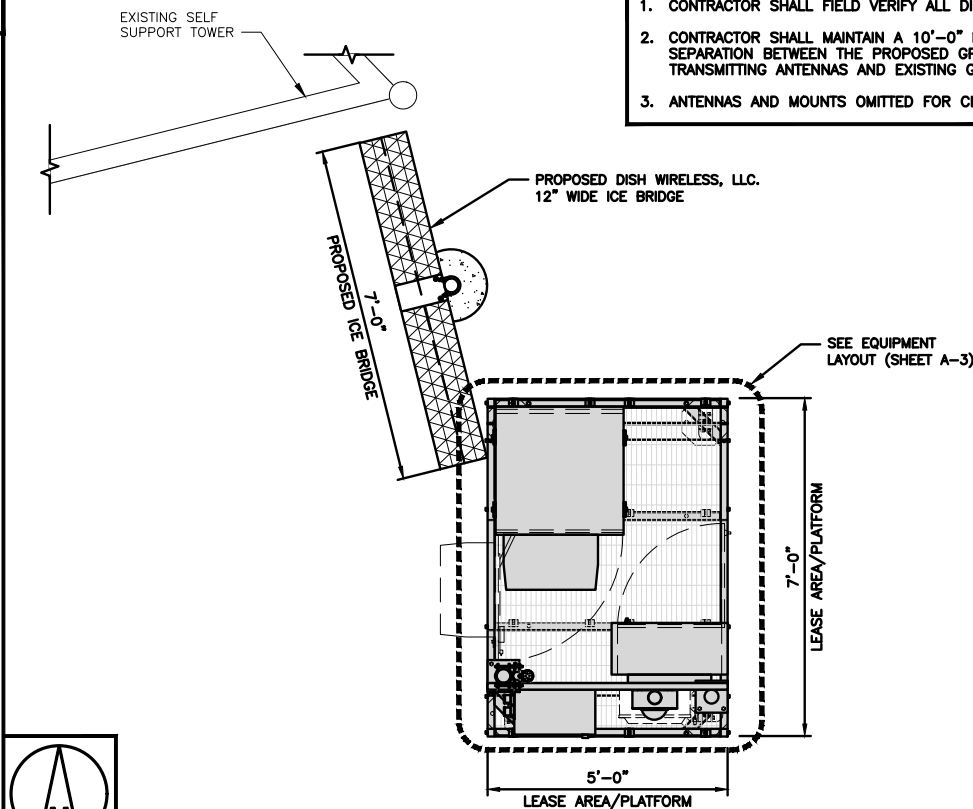 EXISTING SELF
SUPPORT TOWER
1. CONTRACTOR SHALL FIELD VERIFY ALL
2. CONTRACTOR SHALL MAINTAIN A 10'-0"
SEPARATION BETWEEN THE PROPOSED
TRANSMITTING ANTENNAS AND EXISTING
3. ANTENNAS AND MOUNTS OMITTED FOR
PROPOSED DISH WIRELESS, LLC.
12" WIDE ICE BRIDGE
7'-0"
PROPOSED ICE BRIDGE
SEE EQUIPMENT
LAYOUT (SHEET A-3)
7'-0"
LEASE AREA/PLATFORM
5'-0"
LEASE AREA/PLATFORM